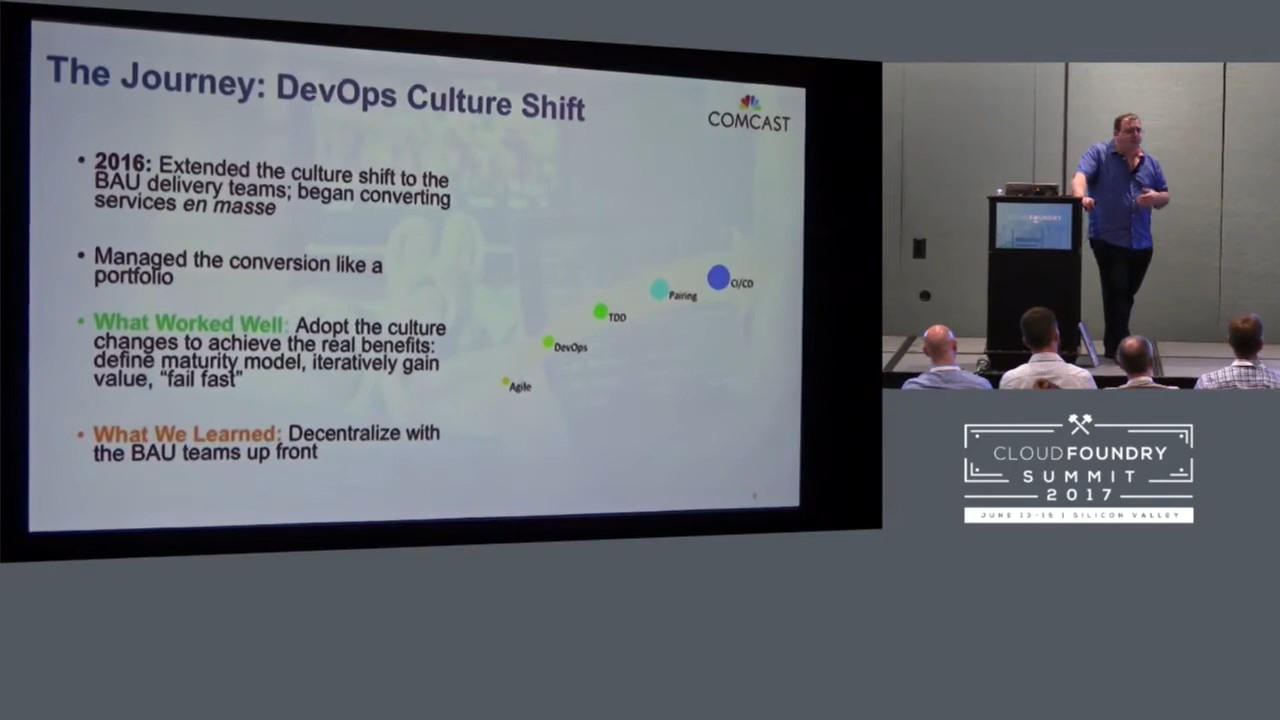 The Journey: DevOps Culture Shift
COMCAST
• 2016: Extended the culture shift to the
BAU delivery teams; began converting
services en masse
• Managed the conversion like a
portfolio
• What Worked Well: Adopt the culture
changes to achieve the real benefits:
define maturity model, iteratively gain
value, “fail fast”
• What We Learned: Decentralize with
the BAU teams up front
CI/CD
Pairing
TDD
DevOps
Agile
CLOUDFOUNDRY
CLOUDFOUNDRY
SUMMIT
2017
JUNE 13-15 | SILICON VALLEY